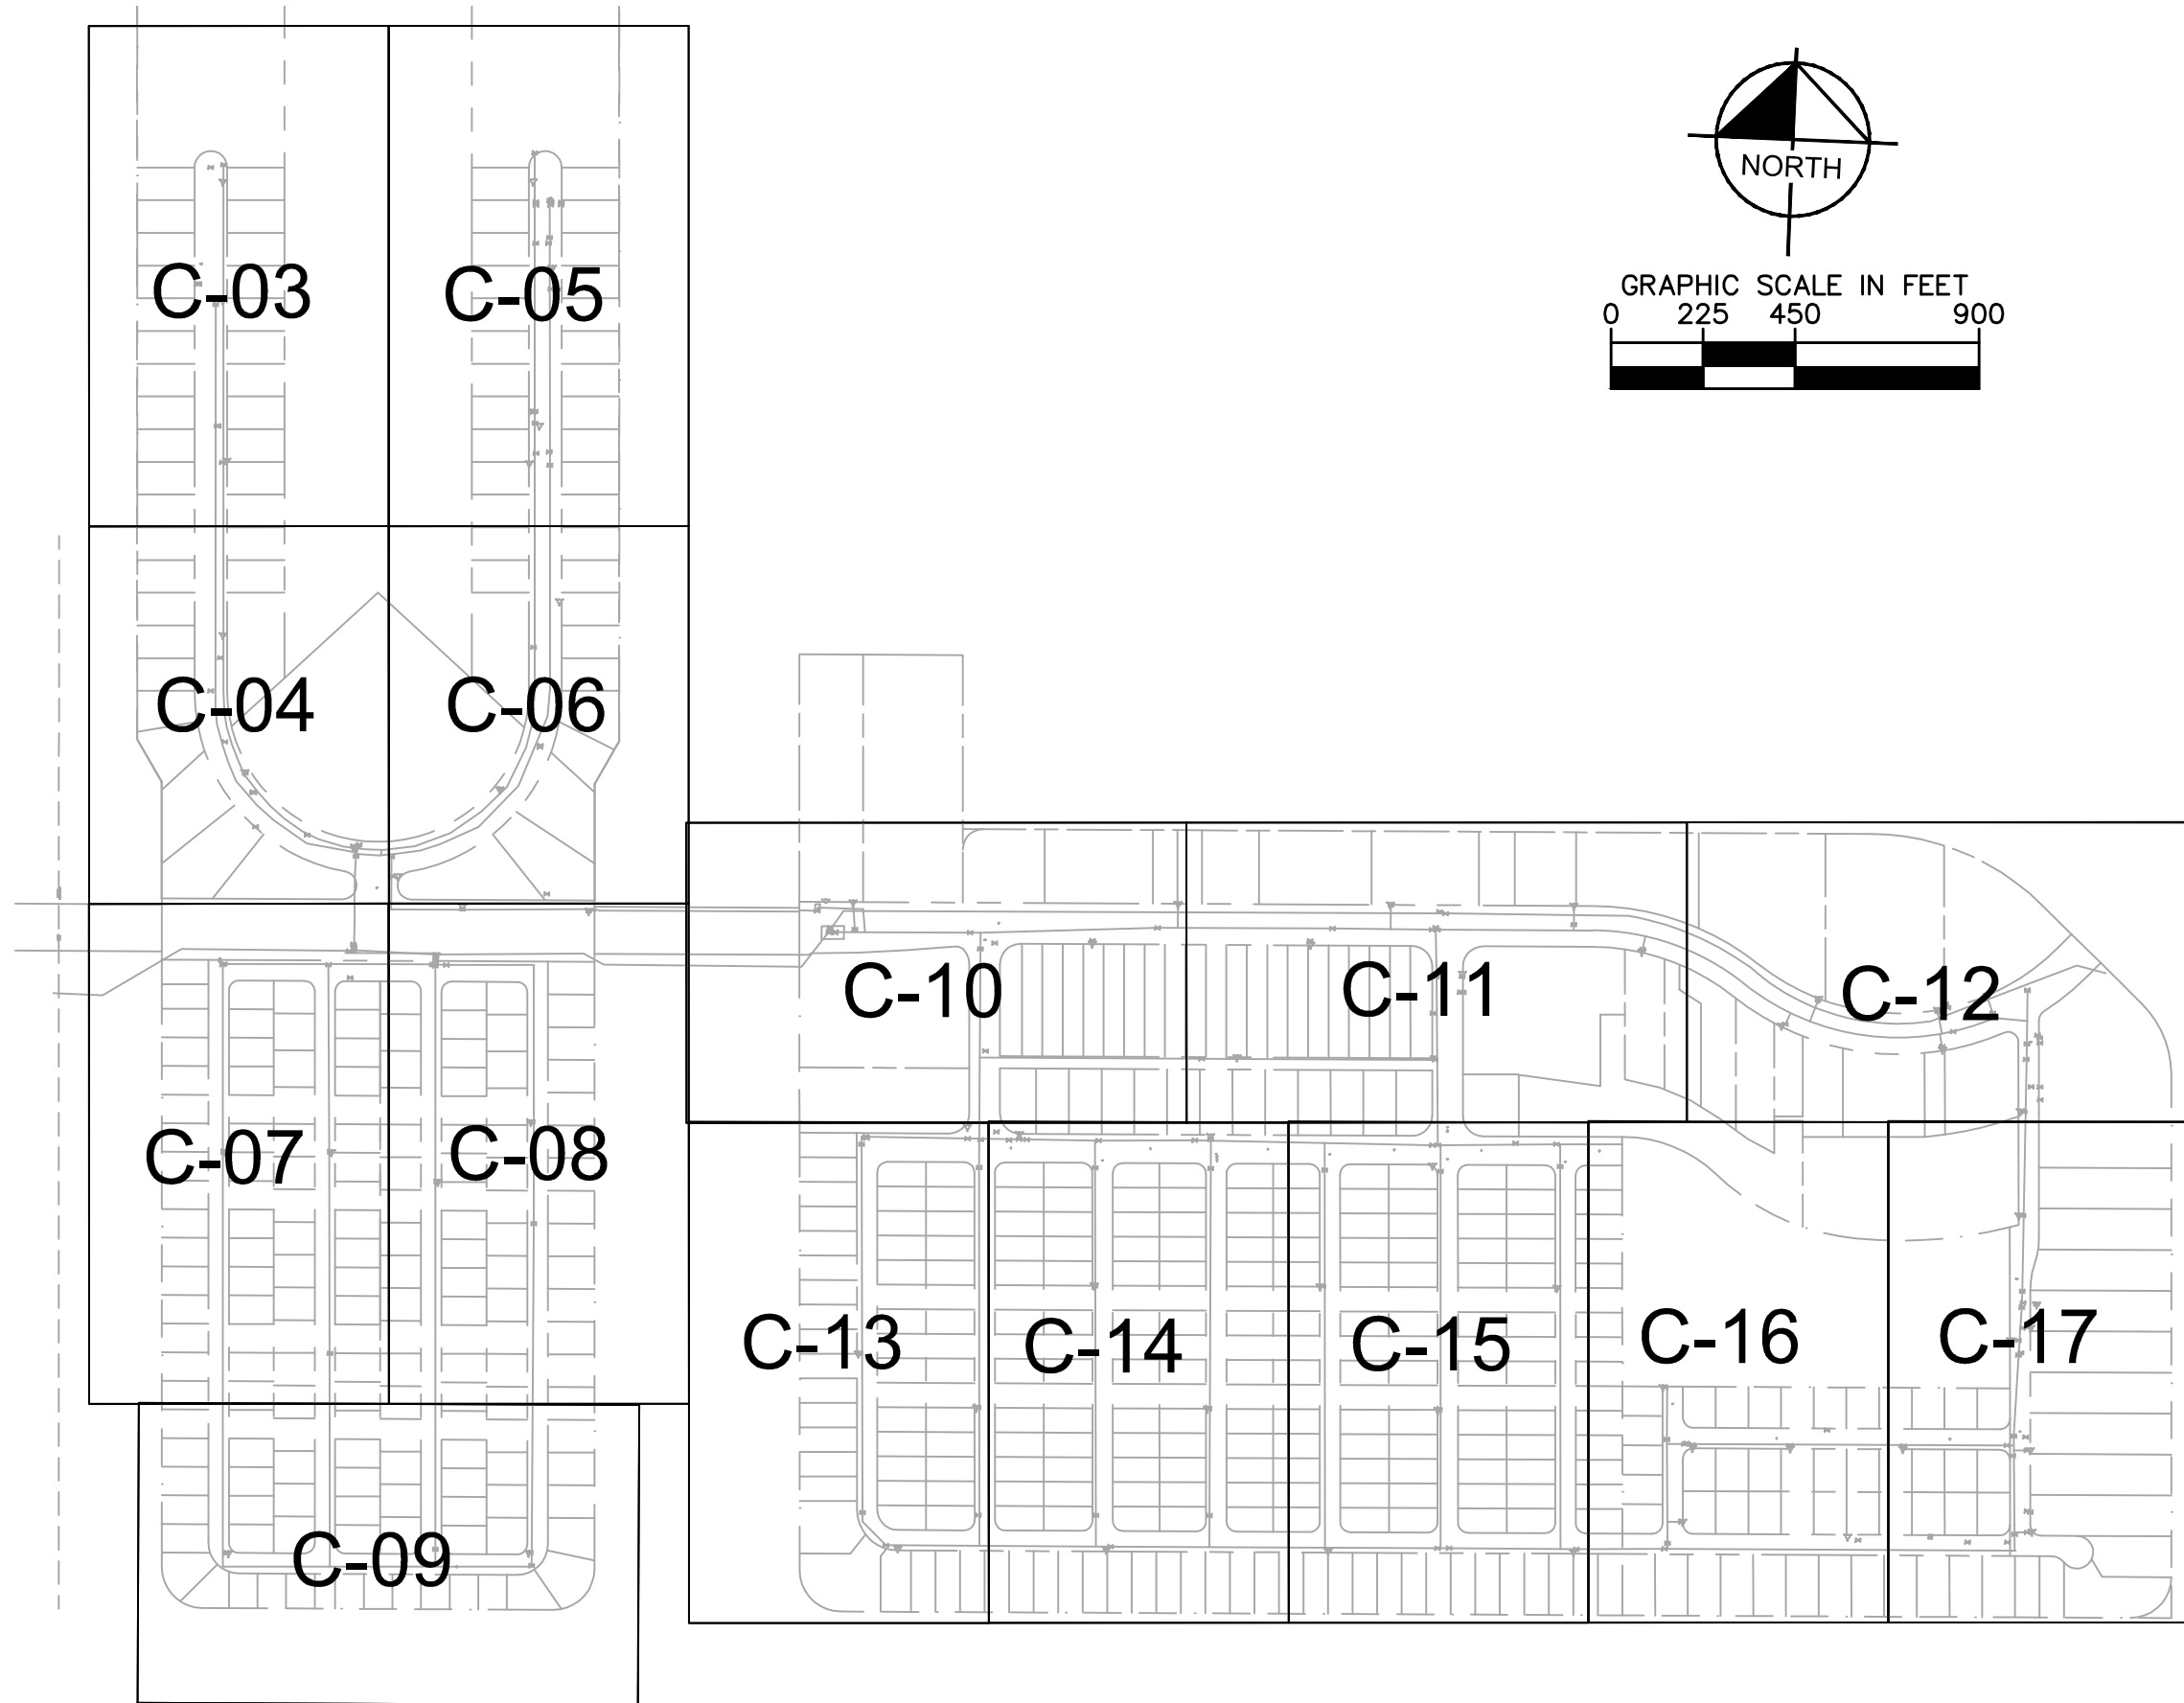 NORTH
GRAPHIC SCALE IN FEET
0 225 450 900
C-03 C-05
C-04 C-06
C-10 C-11 C-12
C-07 C-08
C-13 C-14 C-15 C-16 C-17
C-09